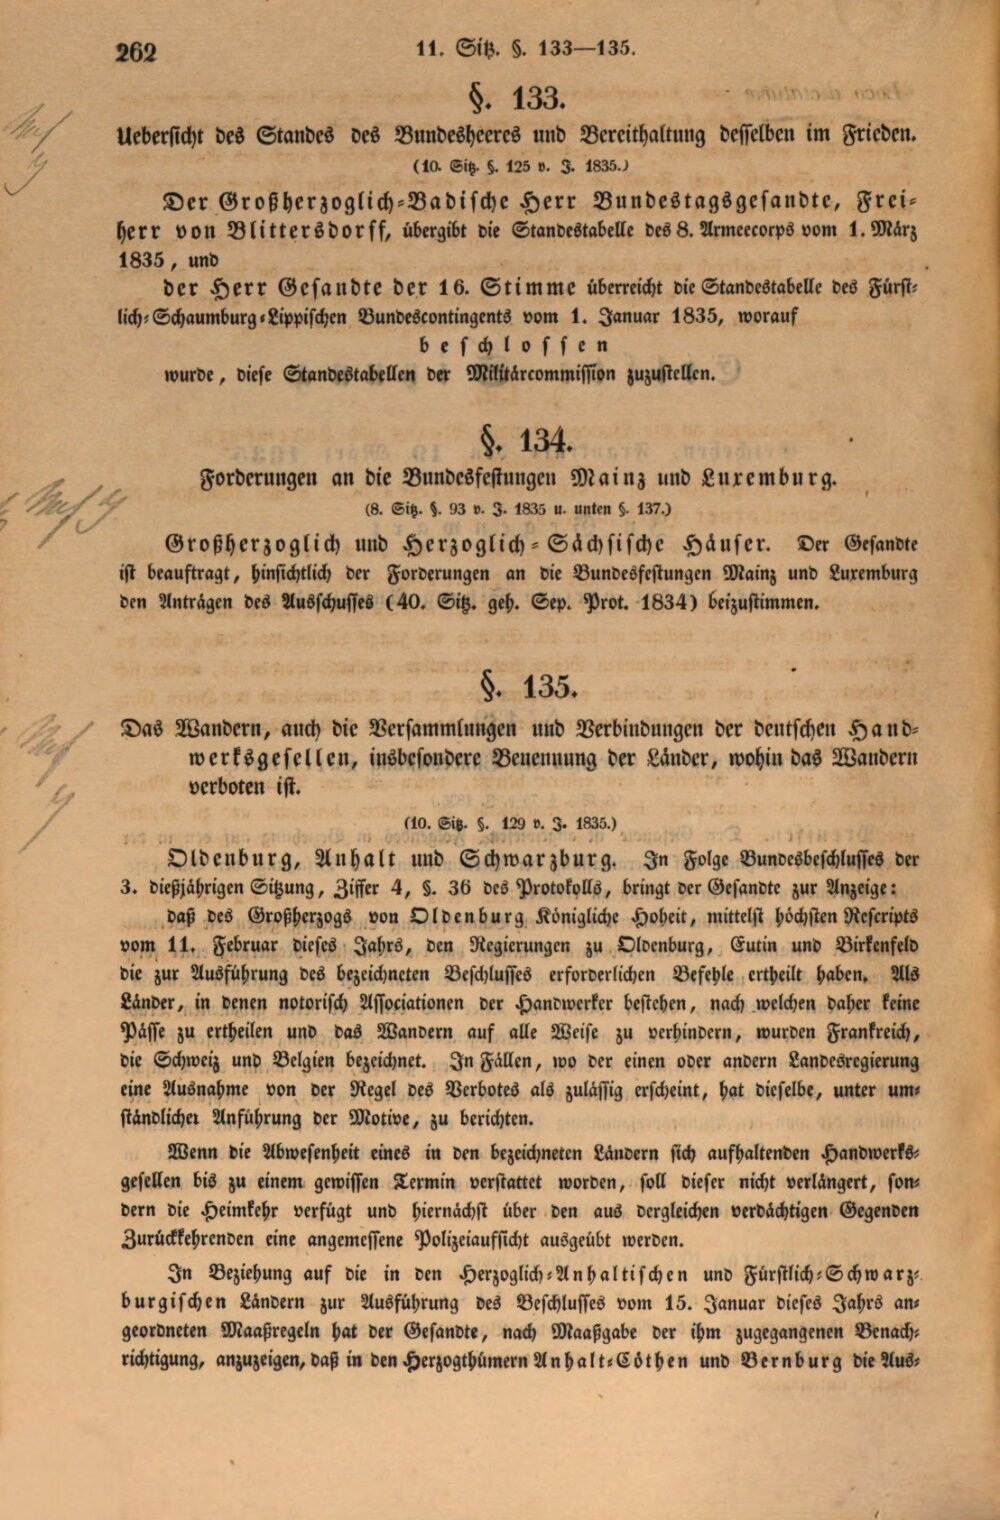 262
11. Sitz. §. 133—135.
§. 133.
Uebersicht des Standes des Bundesheeres und Bereithaltung desselben im Frieden.
(10. Sitz. §. 125 v. J. 1835.)
Der Großherzoglich-Badische Herr Bundestagsgesandte, Frei-
herr von Blittersdorff, übergibt die Standestabelle des 8. Armeecorps vom 1. März
1835, und
der Herr Gesandte der 16. Stimme überreicht die Standestabelle des Fürst-
lich-Schaumburg-Lippischen Bundescontingents vom 1. Januar 1835, worauf
beschlossen
wurde, diese Standestabellen der Militärcommission zuzustellen.
§. 134.
Forderungen an die Bundesfestungen Mainz und Luxemburg.
(8. Sitz. §. 93 v. J. 1835 u. unten §. 137.)
Großherzoglich und Herzoglich-Sächsische Häuser. Der Gesandte
ist beauftragt, hinsichtlich der Forderungen an die Bundesfestungen Mainz und Luxemburg
den Anträgen des Ausschusses (40. Sitz. geh. Sep. Prot. 1834) beizustimmen.
§. 135.
Das Wandern, auch die Versammlungen und Verbindungen der deutschen Hand-
werksgesellen, insbesondere Benennung der Länder, wohin das Wandern
verboten ist.
(10. Sitz. §. 129 v. J. 1835.)
Oldenburg, Anhalt und Schwarzburg. In Folge Bundesbeschlusses der
3. dießjährigen Sitzung, Ziffer 4, §. 36 des Protokolls, bringt der Gesandte zur Anzeige:
daß des Großherzogs von Oldenburg Königliche Hoheit, mittelst höchsten Rescripts
vom 11. Februar dieses Jahrs, den Regierungen zu Oldenburg, Eutin und Birkenfeld
die zur Ausführung des bezeichneten Beschlusses erforderlichen Befehle ertheilt haben. Als
Länder, in denen notorisch Associationen der Handwerker bestehen, nach welchen daher keine
Pässe zu ertheilen und das Wandern auf alle Weise zu verhindern, wurden Frankreich,
die Schweiz und Belgien bezeichnet. In Fällen, wo der einen oder andern Landesregierung
eine Ausnahme von der Regel des Verbotes als zulässig erscheint, hat dieselbe, unter um-
ständlicher Anführung der Motive, zu berichten.
Wenn die Abwesenheit eines in den bezeichneten Ländern sich aufhaltenden Handwerks-
gesellen bis zu einem gewissen Termin verstattet worden, soll dieser nicht verlängert, son-
dern die Heimkehr verfügt und hiernächst über den aus dergleichen verdächtigen Gegenden
Zurückkehrenden eine angemessene Polizeiaufsicht ausgeübt werden.
In Beziehung auf die in den Herzoglich-Anhaltischen und Fürstlich-Schwarz-
burgischen Ländern zur Ausführung des Beschlusses vom 15. Januar dieses Jahrs an-
geordneten Maaßregeln hat der Gesandte, nach Maaßgabe der ihm zugegangenen Benach-
richtigung, anzuzeigen, daß in den Herzogthümern Anhalt-Cöthen und Bernburg die Aus-